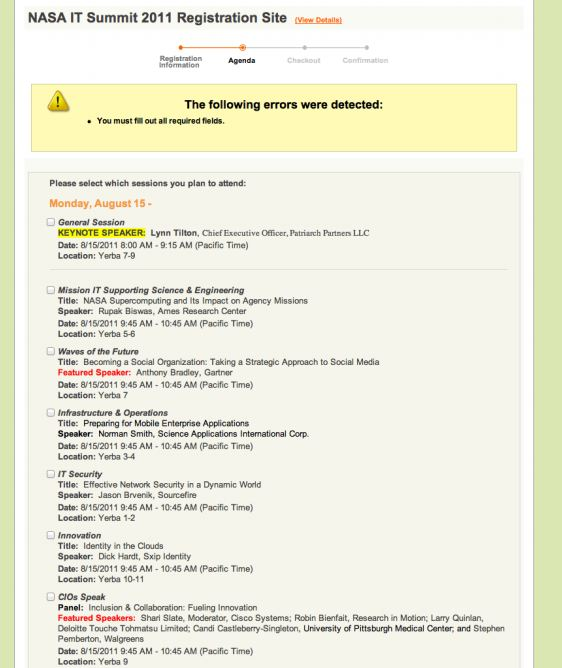 NASA IT Summit 2011 Registration Site (View Details)
Registration Information
Agenda
Checkout
Confirmation
The following errors were detected:
• You must fill out all required fields.
Please select which sessions you plan to attend:
Monday, August 15 -
General Session
KEYNOTE SPEAKER: Lynn Tilton, Chief Executive Officer, Patriarch Partners LLC
Date: 8/15/2011 8:00 AM - 9:15 AM (Pacific Time)
Location: Yerba 7-9
Mission IT Supporting Science & Engineering
Title: NASA Supercomputing and Its Impact on Agency Missions
Speaker: Rupak Biswas, Ames Research Center
Date: 8/15/2011 9:45 AM - 10:45 AM (Pacific Time)
Location: Yerba 5-6
Waves of the Future
Title: Becoming a Social Organization: Taking a Strategic Approach to Social Media
Featured Speaker: Anthony Bradley, Gartner
Date: 8/15/2011 9:45 AM - 10:45 AM (Pacific Time)
Location: Yerba 7
Infrastructure & Operations
Title: Preparing for Mobile Enterprise Applications
Speaker: Norman Smith, Science Applications International Corp.
Date: 8/15/2011 9:45 AM - 10:45 AM (Pacific Time)
Location: Yerba 3-4
IT Security
Title: Effective Network Security in a Dynamic World
Speaker: Jason Brvenik, Sourcefire
Date: 8/15/2011 9:45 AM - 10:45 AM (Pacific Time)
Location: Yerba 1-2
Innovation
Title: Identity in the Clouds
Speaker: Dick Hardt, Sxip Identity
Date: 8/15/2011 9:45 AM - 10:45 AM (Pacific Time)
Location: Yerba 10-11
CIOs Speak
Panel: Inclusion & Collaboration: Fueling Innovation
Featured Speakers: Shari Slate, Moderator, Cisco Systems; Robin Bienfait, Research in Motion; Larry Quinlan,
Deloitte Touche Tohmatsu Limited; Candi Castleberry-Singleton, University of Pittsburgh Medical Center; and Stephen
Pemberton, Walgreens
Date: 8/15/2011 9:45 AM - 10:45 AM (Pacific Time)
Location: Yerba 9